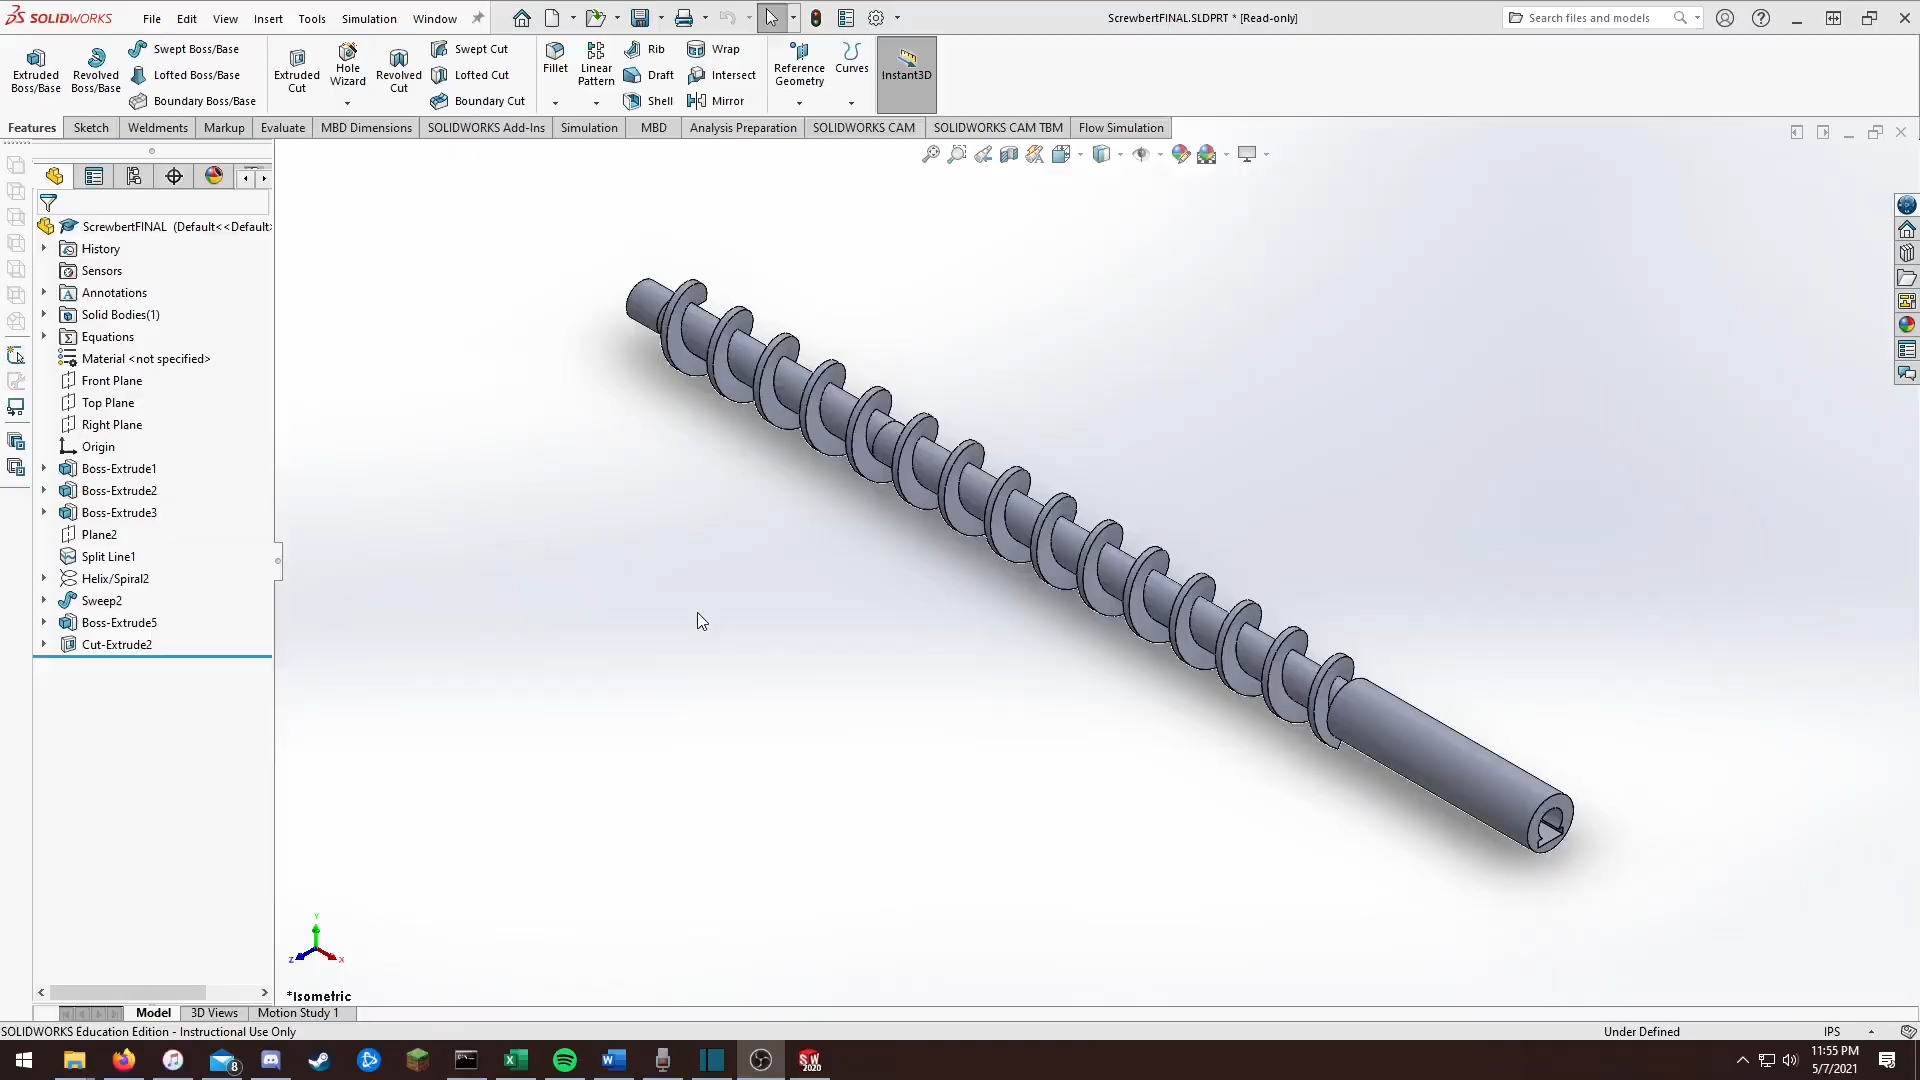 SOLIDWORKS File Edit View Insert Tools Simulation Window
ScrewbertFINAL.SLDPRT * [Read-only]
Search files and models
Extruded Boss/Base
Revolved Boss/Base
Swept Boss/Base
Lofted Boss/Base
Boundary Boss/Base
Extruded Cut
Hole Wizard
Revolved Cut
Swept Cut
Lofted Cut
Boundary Cut
Fillet
Linear Pattern
Rib
Draft
Shell
Wrap
Intersect
Mirror
Reference Geometry
Curves
Instant3D
Features Sketch Weldments Markup Evaluate MBD Dimensions SOLIDWORKS Add-Ins Simulation MBD Analysis Preparation SOLIDWORKS CAM SOLIDWORKS CAM TBM Flow Simulation
ScrewbertFINAL (Default<<Default>
History
Sensors
Annotations
Solid Bodies(1)
Equations
Material <not specified>
Front Plane
Top Plane
Right Plane
Origin
Boss-Extrude1
Boss-Extrude2
Boss-Extrude3
Plane2
Split Line1
Helix/Spiral2
Sweep2
Boss-Extrude5
Cut-Extrude2
Y
Z
X
*Isometric
Model 3D Views Motion Study 1
SOLIDWORKS Education Edition - Instructional Use Only
Under Defined
IPS
8
SW 2020
11:55 PM
5/7/2021